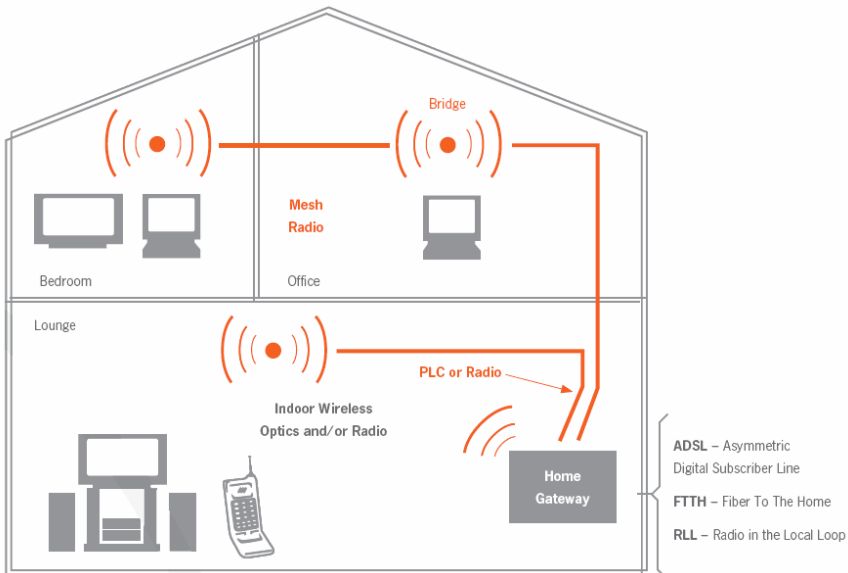 Bridge
Mesh
Radio
Bedroom
Office
Lounge
PLC or Radio
Indoor Wireless
Optics and/or Radio
Home
Gateway
ADSL – Asymmetric
Digital Subscriber Line
FTTH – Fiber To The Home
RLL – Radio in the Local Loop